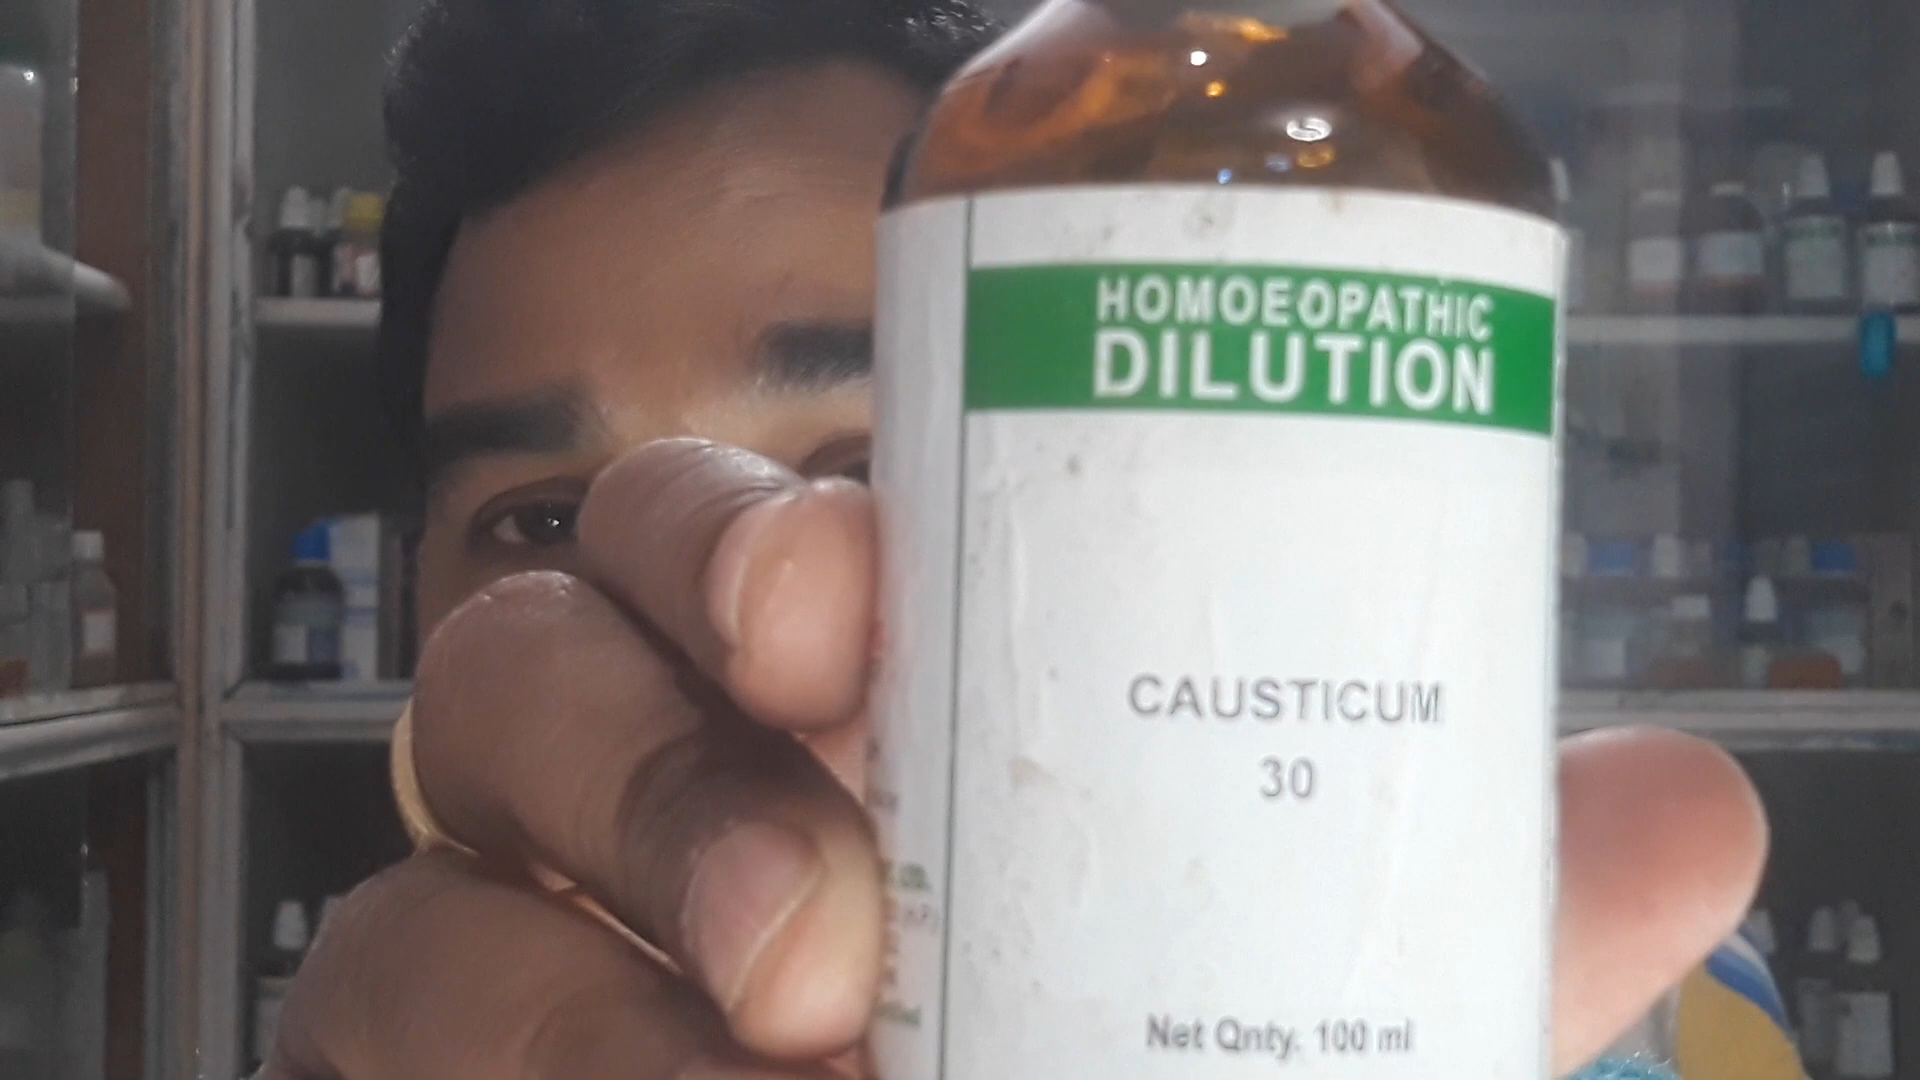 HOMOEOPATHIC
DILUTION
CAUSTICUM
30
Net Qnty. 100 ml